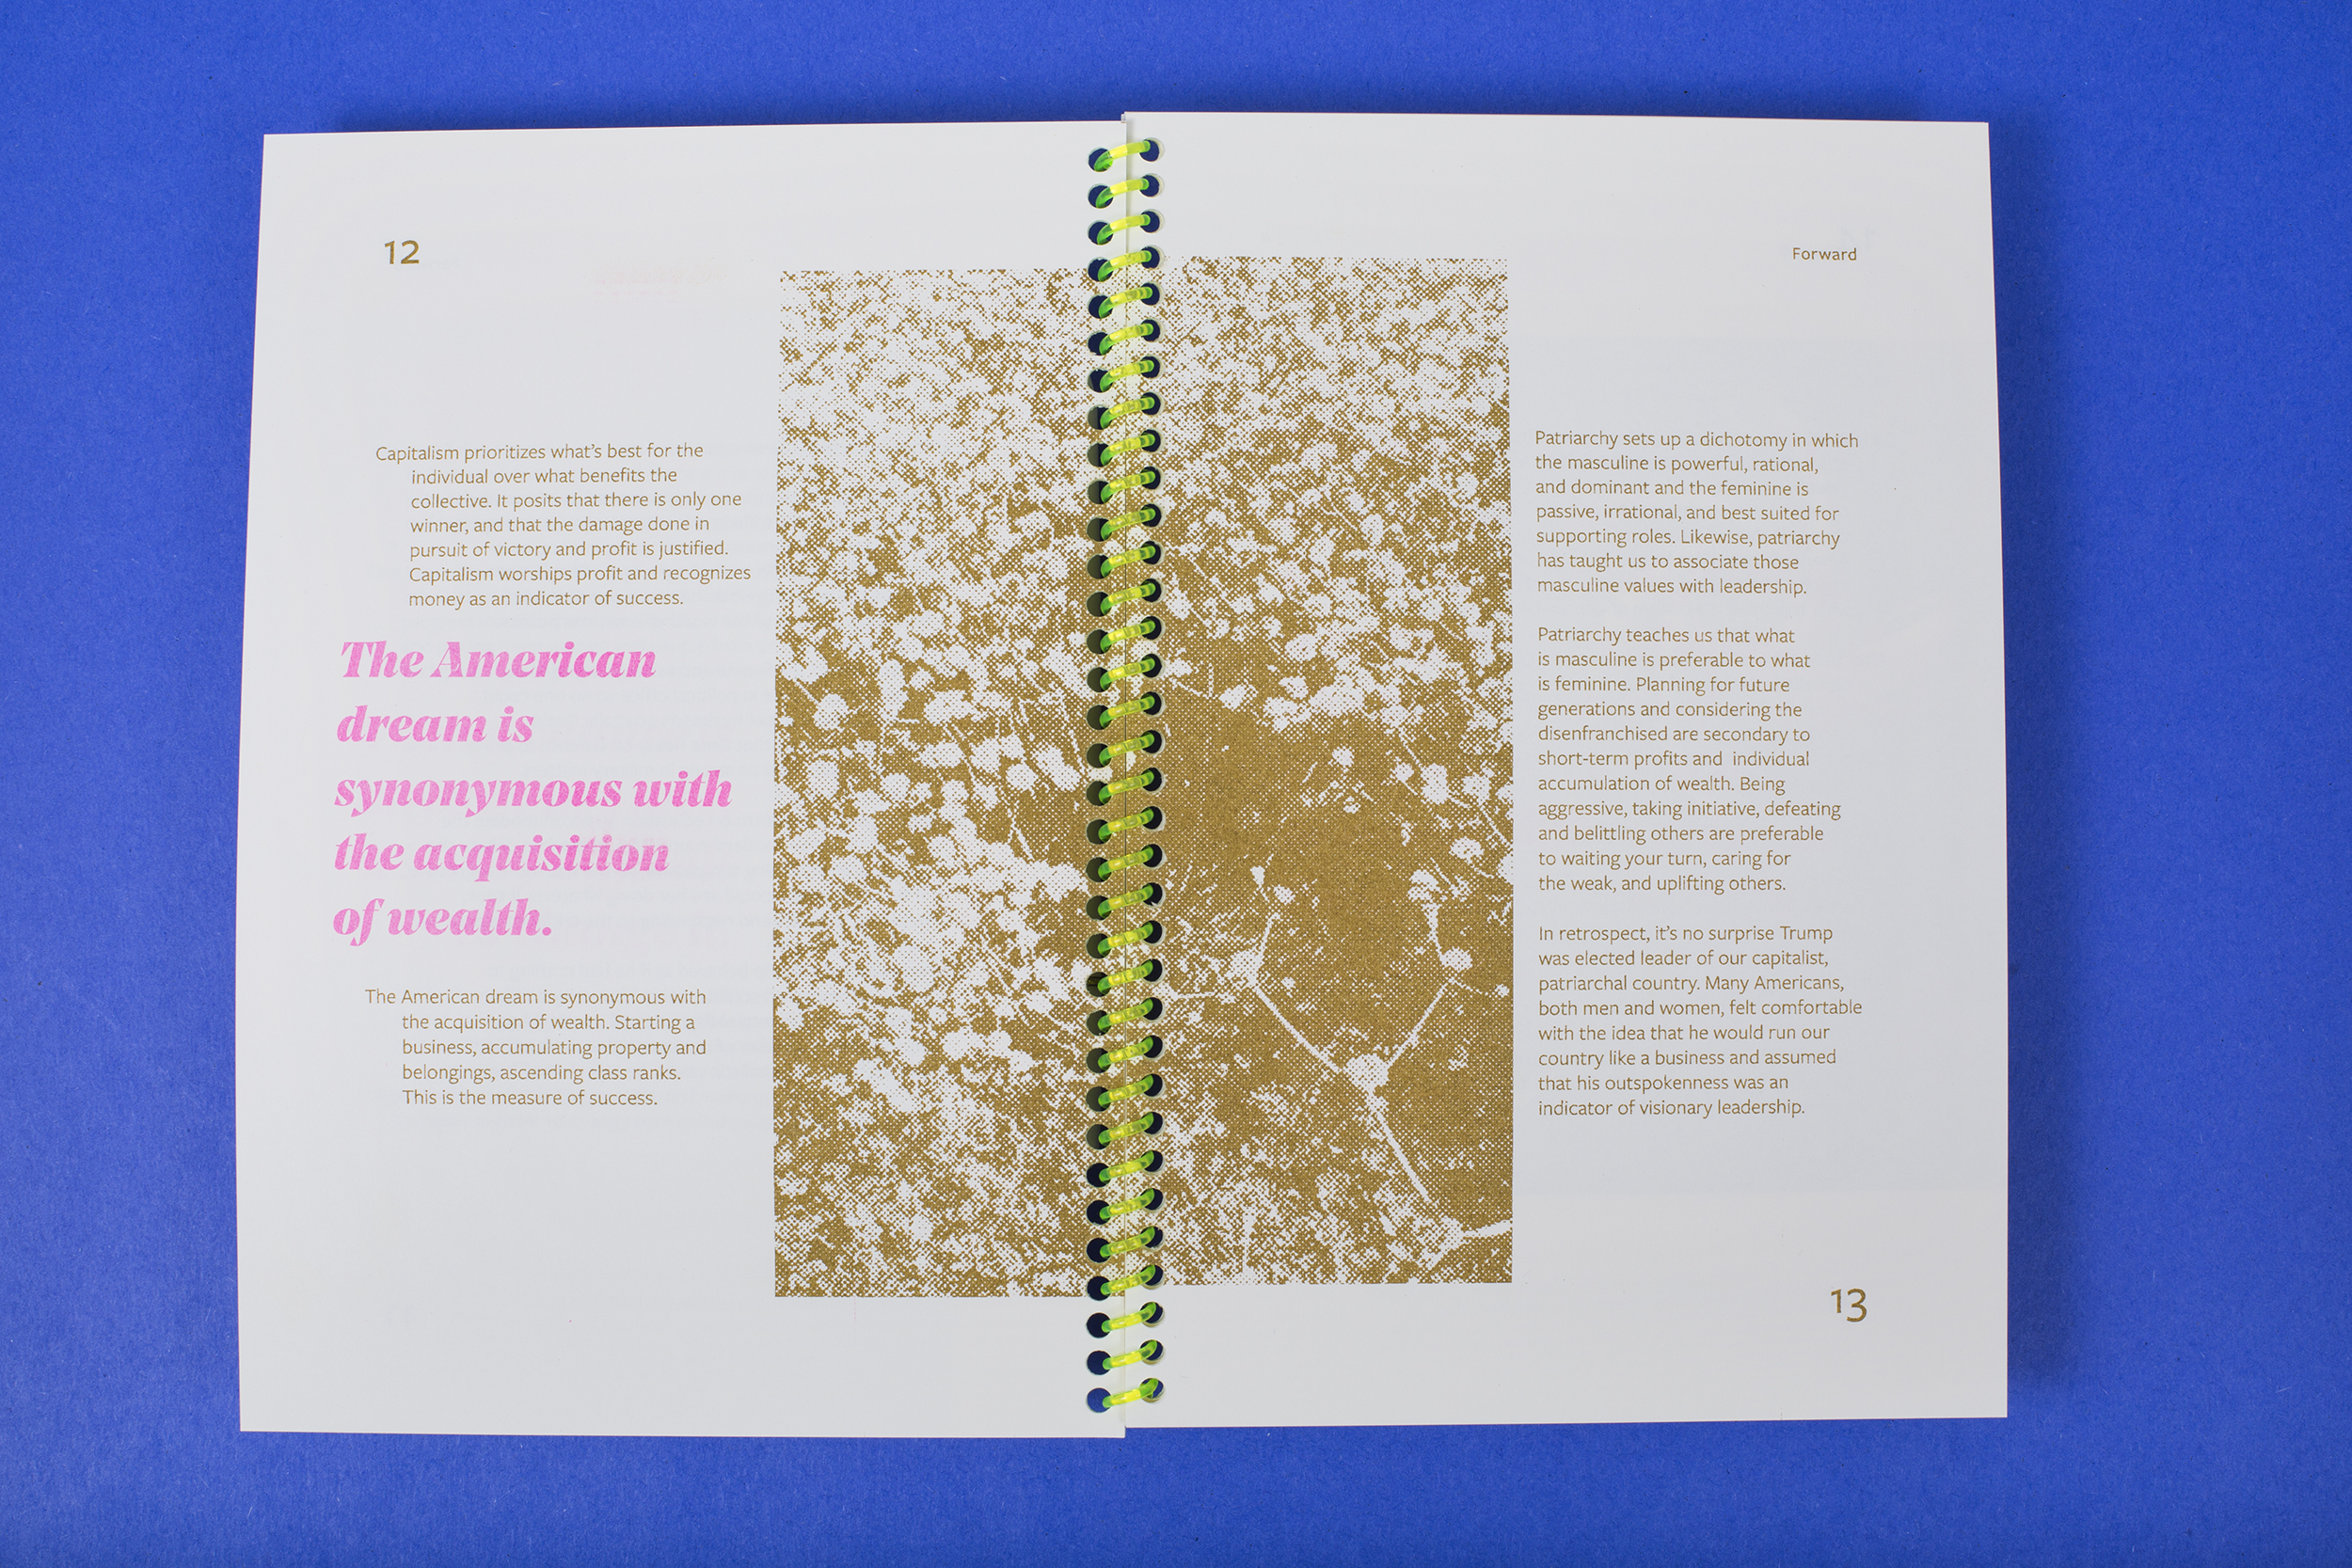 12
Capitalism prioritizes what's best for the
individual over what benefits the
collective. It posits that there is only one
winner, and that the damage done in
pursuit of victory and profit is justified.
Capitalism worships profit and recognizes
money as an indicator of success.
The American
dream is
synonymous with
the acquisition
of wealth.
The American dream is synonymous with
the acquisition of wealth. Starting a
business, accumulating property and
belongings, ascending class ranks.
This is the measure of success.
Forward
Patriarchy sets up a dichotomy in which
the masculine is powerful, rational,
and dominant and the feminine is
passive, irrational, and best suited for
supporting roles. Likewise, patriarchy
has taught us to associate those
masculine values with leadership.
Patriarchy teaches us that what
is masculine is preferable to what
is feminine. Planning for future
generations and considering the
disenfranchised are secondary to
short-term profits and individual
accumulation of wealth. Being
aggressive, taking initiative, defeating
and belittling others are preferable
to waiting your turn, caring for
the weak, and uplifting others.
In retrospect, it's no surprise Trump
was elected leader of our capitalist,
patriarchal country. Many Americans,
both men and women, felt comfortable
with the idea that he would run our
country like a business and assumed
that his outspokenness was an
indicator of visionary leadership.
13